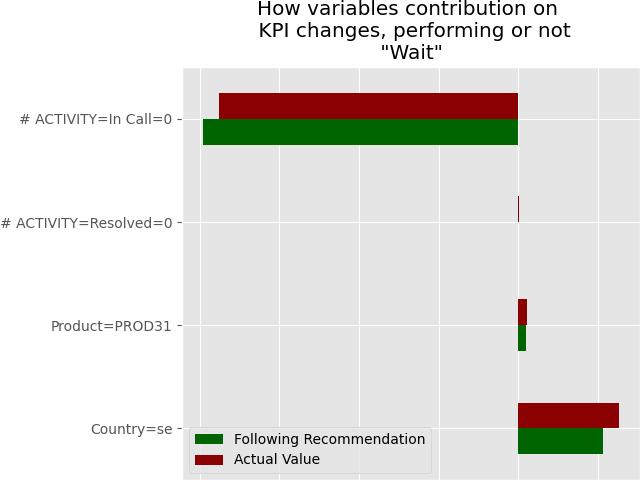 How variables contribution on
KPI changes, performing or not
"Wait"
# ACTIVITY=In Call=0
# ACTIVITY=Resolved=0
Product=PROD31
Country=se
Following Recommendation
Actual Value